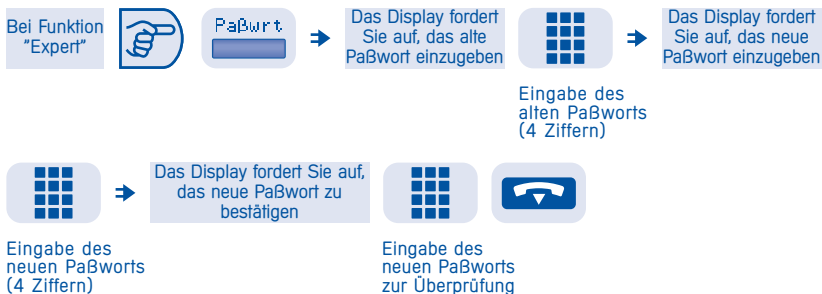 Bei Funktion
"Expert"
Paßwrt
Das Display fordert
Sie auf, das alte
Paßwort einzugeben
Das Display fordert
Sie auf, das neue
Paßwort einzugeben
Eingabe des
alten Paßworts
(4 Ziffern)
Das Display fordert Sie auf,
das neue Paßwort zu
bestätigen
Eingabe des
neuen Paßworts
(4 Ziffern)
Eingabe des
neuen Paßworts
zur Überprüfung